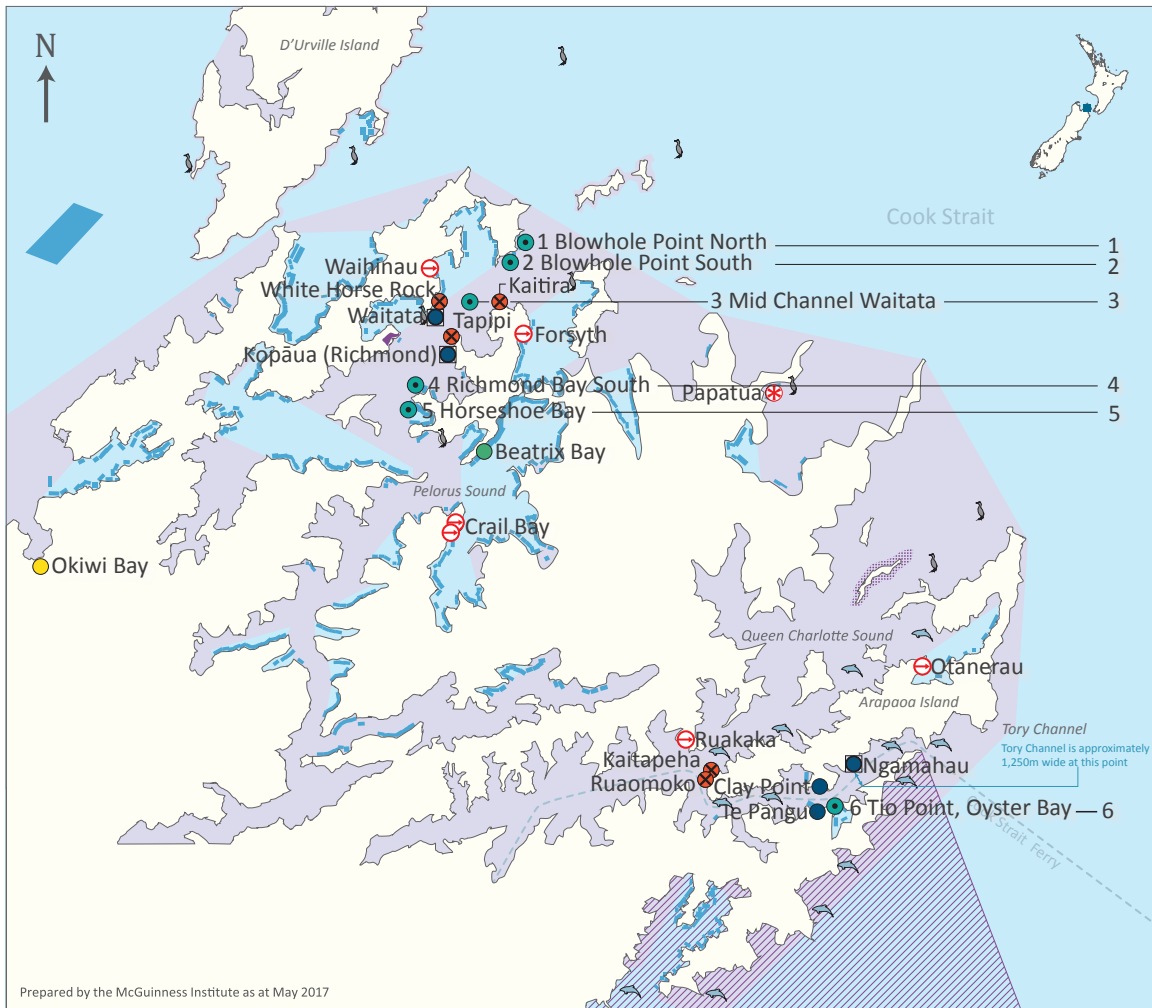 D'Urville Island
N
Cook Strait
1 Blowhole Point North
1
2 Blowhole Point South
2
Waihinau
Kaitira
White Horse Rock
3 Mid Channel Waitata
3
Waitata
Tapipi
Forsyth
Kopāua (Richmond)
4 Richmond Bay South
4
Papatua
5 Horseshoe Bay
5
Beatrix Bay
Pelorus Sound
Crail Bay
Okiwi Bay
Queen Charlotte Sound
Otanerau
Arapaoa Island
Tory Channel
Tory Channel is approximately
1,250m wide at this point
Ruakaka
Kaitapeha
Ngamahau
Ruaomoko
Clay Point
Te Pangu
6 Tio Point, Oyster Bay
6
Strait Ferry
Prepared by the McGuinness Institute as at May 2017